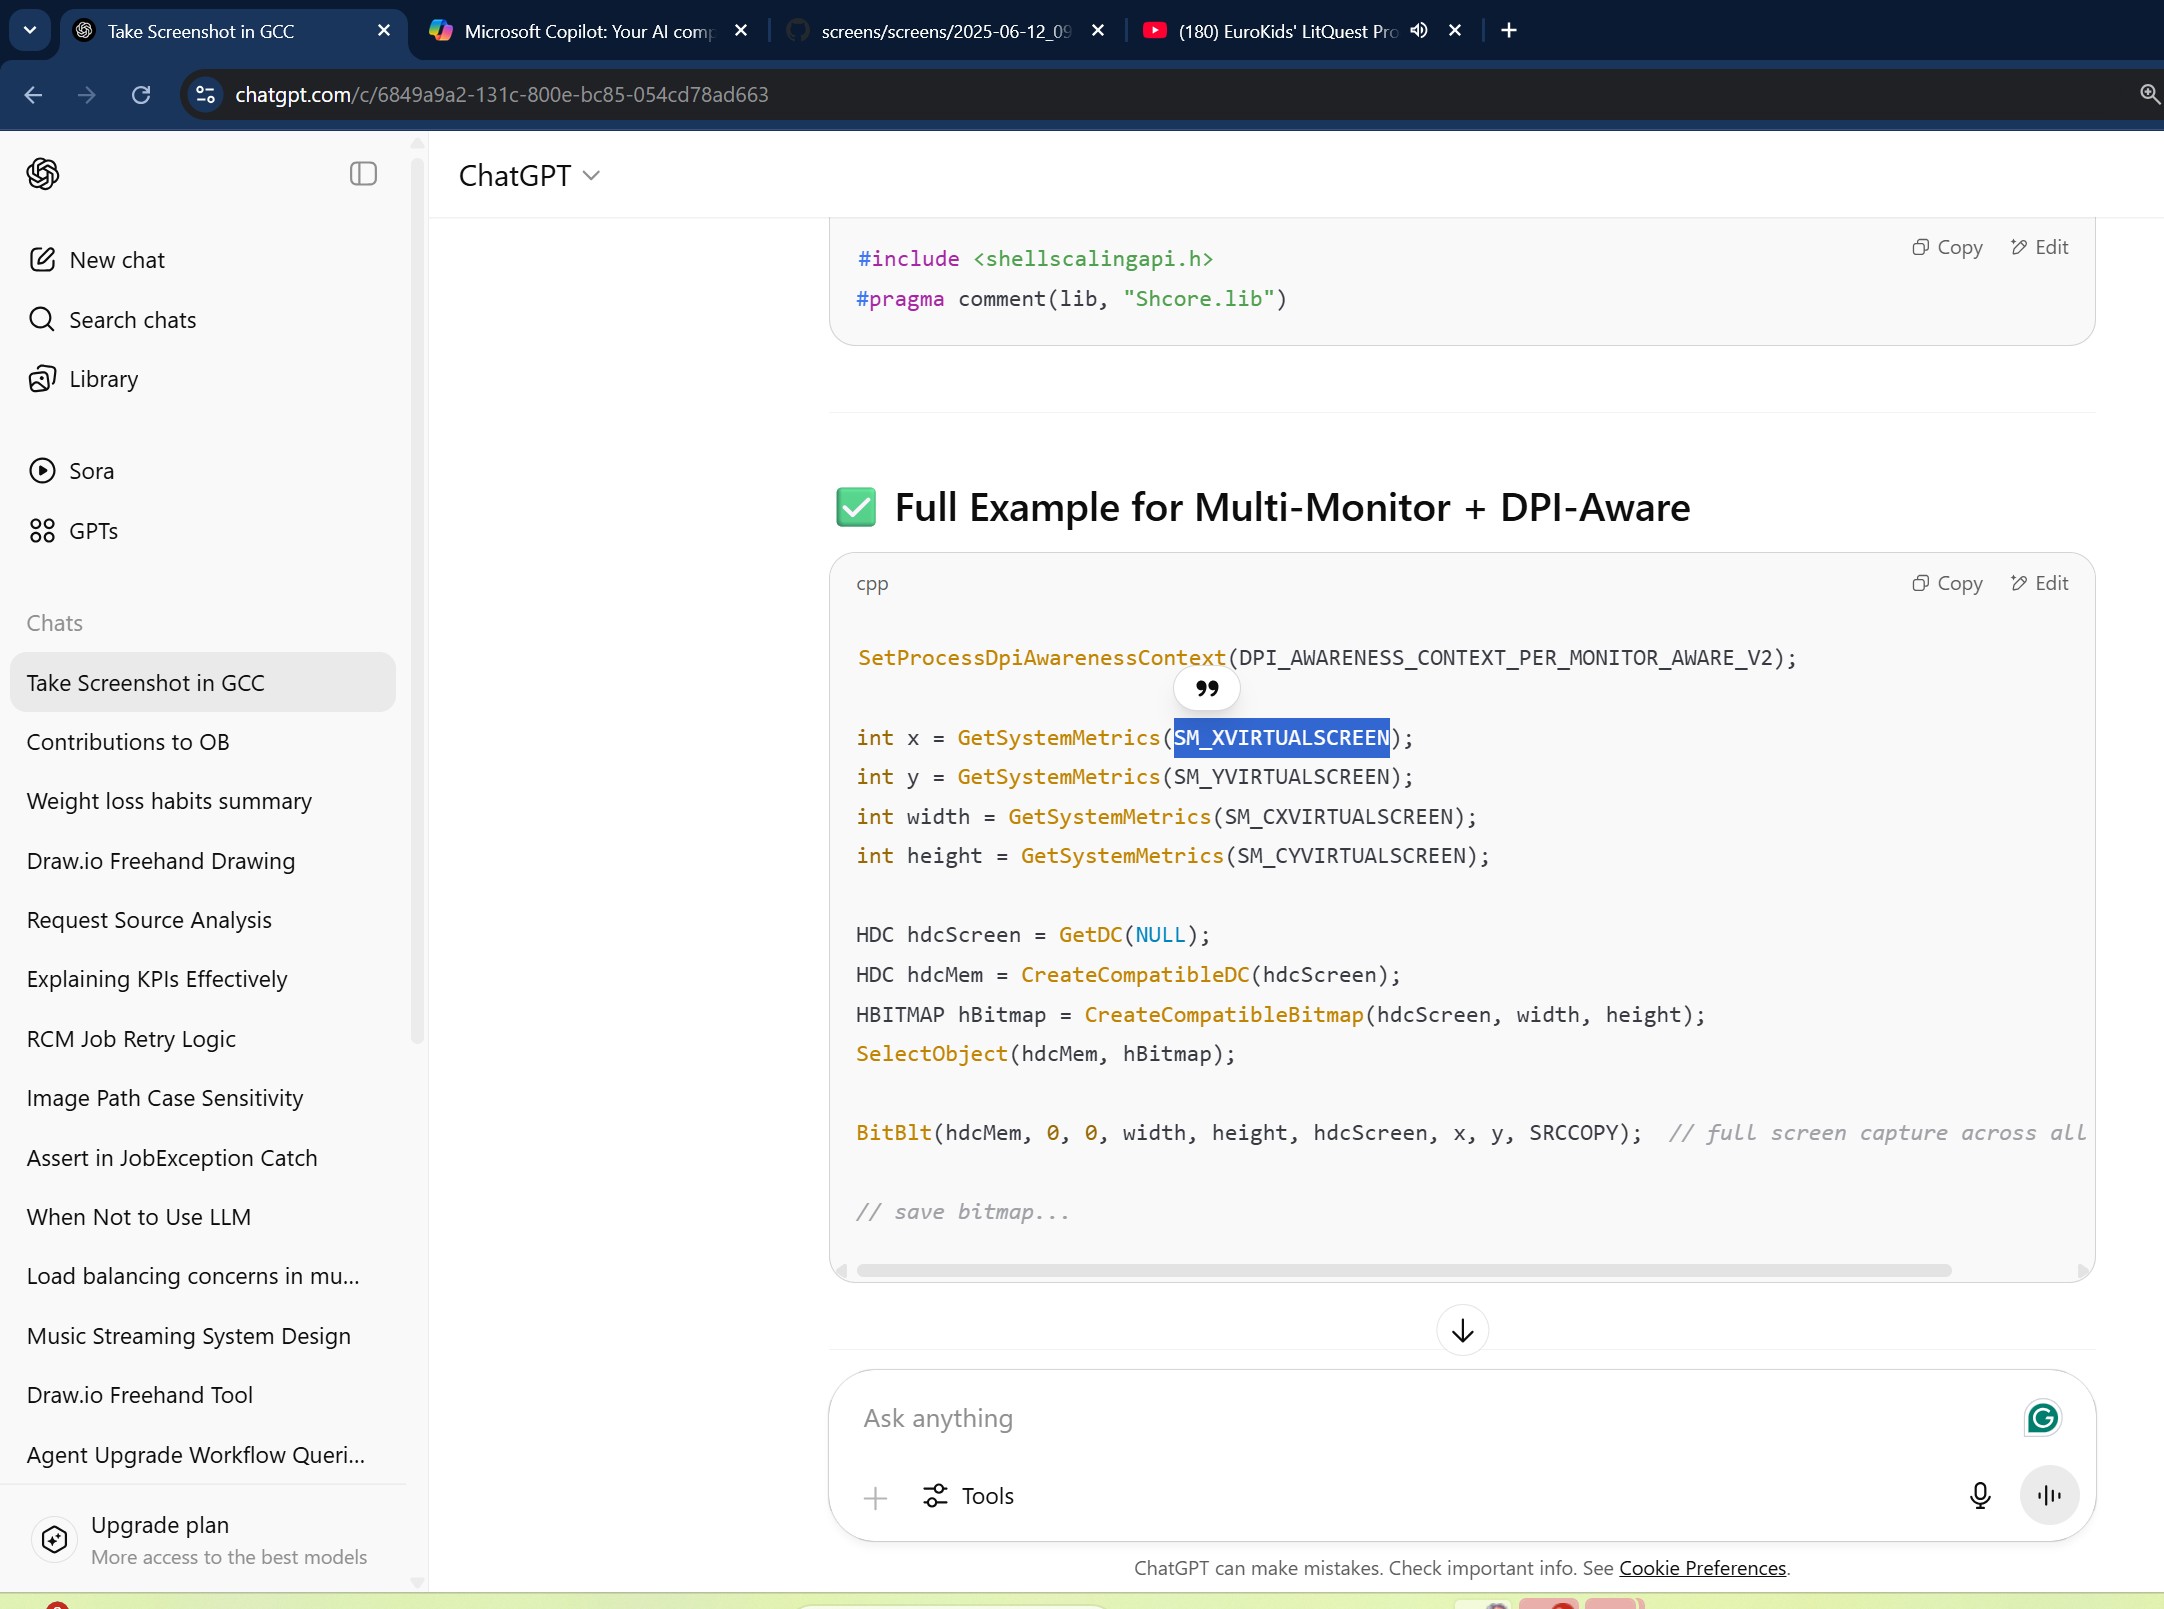 Take Screenshot in GCC
Microsoft Copilot: Your AI comp
screens/screens/2025-06-12_09
(180) EuroKids' LitQuest Pro
chatgpt.com/c/6849a9a2-131c-800e-bc85-054cd78ad663
ChatGPT
New chat
Search chats
Library
Sora
GPTs
Chats
Take Screenshot in GCC
Contributions to OB
Weight loss habits summary
Draw.io Freehand Drawing
Request Source Analysis
Explaining KPIs Effectively
RCM Job Retry Logic
Image Path Case Sensitivity
Assert in JobException Catch
When Not to Use LLM
Load balancing concerns in mu...
Music Streaming System Design
Draw.io Freehand Tool
Agent Upgrade Workflow Queri...
Upgrade plan
More access to the best models
Copy Edit
#include <shellscalingapi.h>
#pragma comment(lib, "Shcore.lib")
✅ Full Example for Multi-Monitor + DPI-Aware
cpp
Copy Edit
SetProcessDpiAwarenessContext(DPI_AWARENESS_CONTEXT_PER_MONITOR_AWARE_V2);
int x = GetSystemMetrics(SM_XVIRTUALSCREEN);
int y = GetSystemMetrics(SM_YVIRTUALSCREEN);
int width = GetSystemMetrics(SM_CXVIRTUALSCREEN);
int height = GetSystemMetrics(SM_CYVIRTUALSCREEN);
HDC hdcScreen = GetDC(NULL);
HDC hdcMem = CreateCompatibleDC(hdcScreen);
HBITMAP hBitmap = CreateCompatibleBitmap(hdcScreen, width, height);
SelectObject(hdcMem, hBitmap);
BitBlt(hdcMem, 0, 0, width, height, hdcScreen, x, y, SRCCOPY);  // full screen capture across all
// save bitmap...
Ask anything
Tools
ChatGPT can make mistakes. Check important info. See Cookie Preferences.